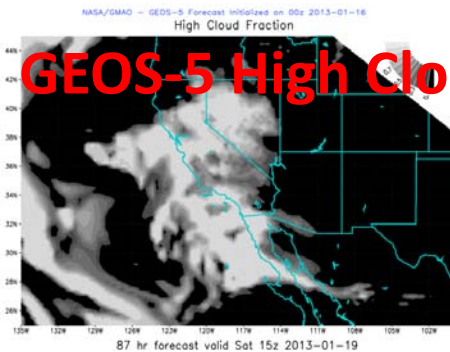 NASA/GMAO - GEOS-5 Forecast Initialized on 00z 2013-01-16
High Cloud Fraction
GEOS-5 High Clo
44N
42N
40N
38N
36N
34N
32N
30N
28N
26N
135W 132W 129W 126W 123W 120W 117W 114W 111W 108W 105W 102W
87 hr forecast valid Sat 15z 2013-01-19